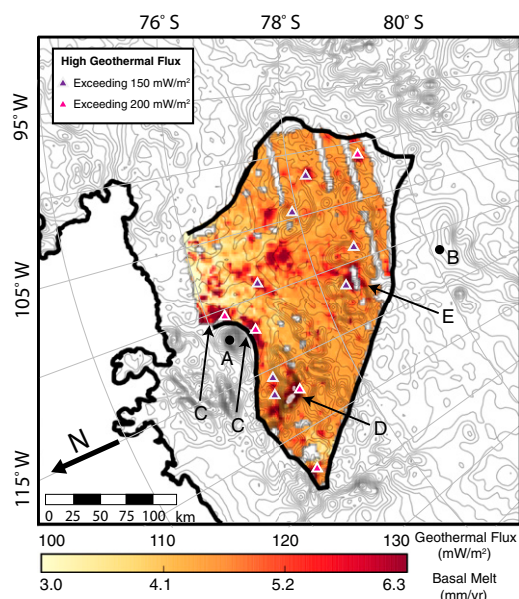 76° S
78° S
80° S
High Geothermal Flux
Exceeding 150 mW/m²
Exceeding 200 mW/m²
95° W
105° W
115° W
B
E
A
C
C
D
N
0 25 50 75 100
km
100
120
130
Geothermal Flux
(mW/m²)
3.0
4.1
5.2
6.3
Basal Melt
(mm/yr)